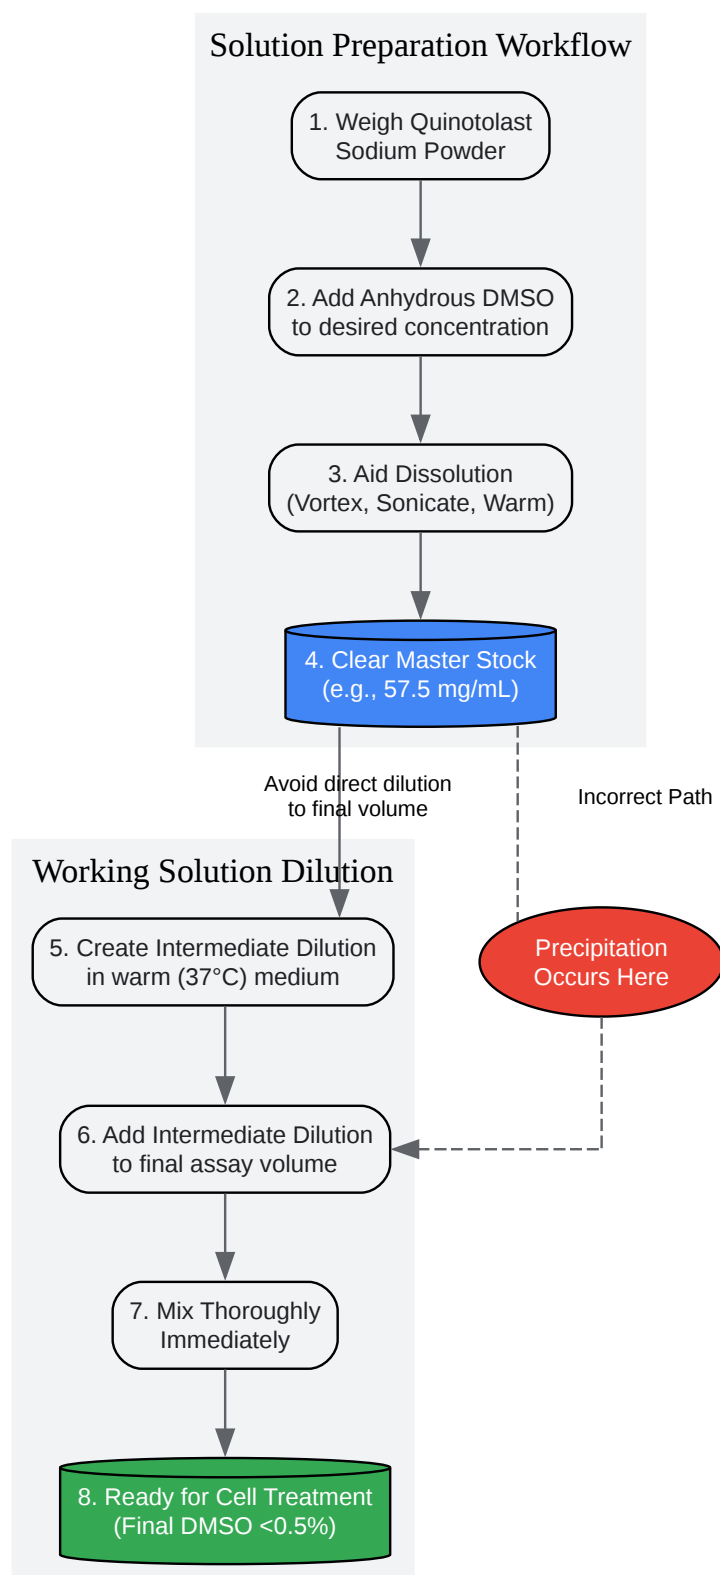 Solution Preparation Workflow
1. Weigh Quinotolast
Sodium Powder
2. Add Anhydrous DMSO
to desired concentration
3. Aid Dissolution
(Vortex, Sonicate, Warm)
4. Clear Master Stock
(e.g., 57.5 mg/mL)
Avoid direct dilution
to final volume
Incorrect Path
Working Solution Dilution
5. Create Intermediate Dilution
in warm (37°C) medium
Precipitation
Occurs Here
6. Add Intermediate Dilution
to final assay volume
7. Mix Thoroughly
Immediately
8. Ready for Cell Treatment
(Final DMSO <0.5%)